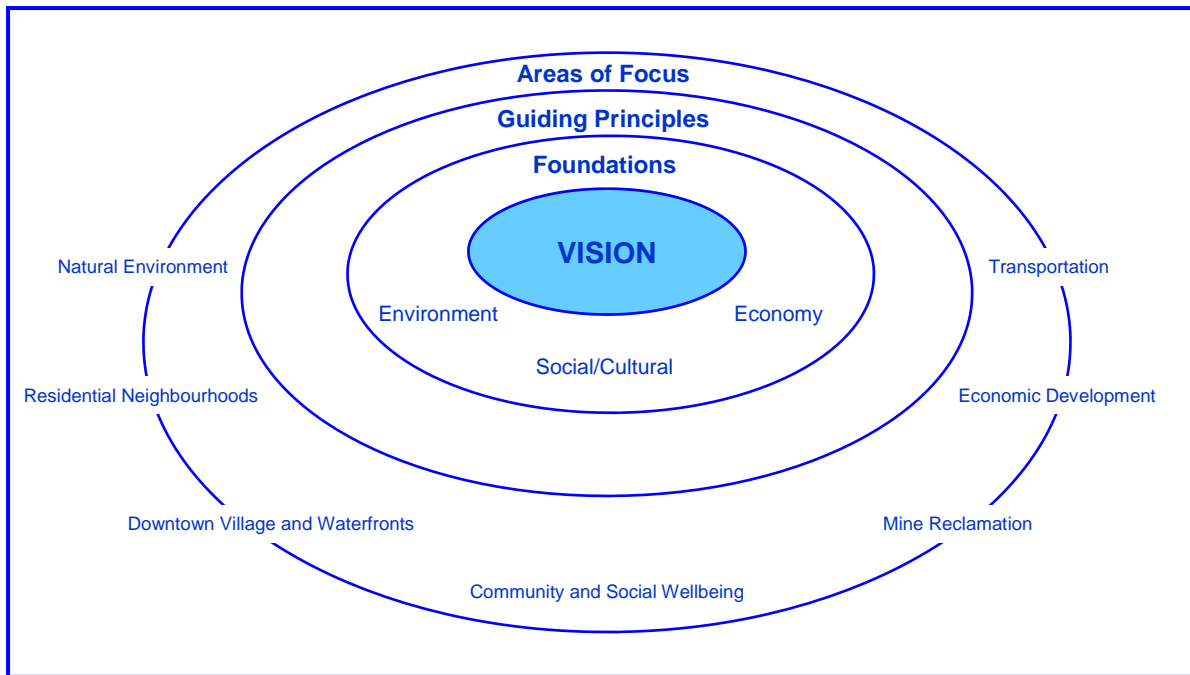 Areas of Focus
Guiding Principles
Foundations
VISION
Natural Environment
Transportation
Environment
Economy
Social/Cultural
Residential Neighbourhoods
Economic Development
Downtown Village and Waterfronts
Mine Reclamation
Community and Social Wellbeing